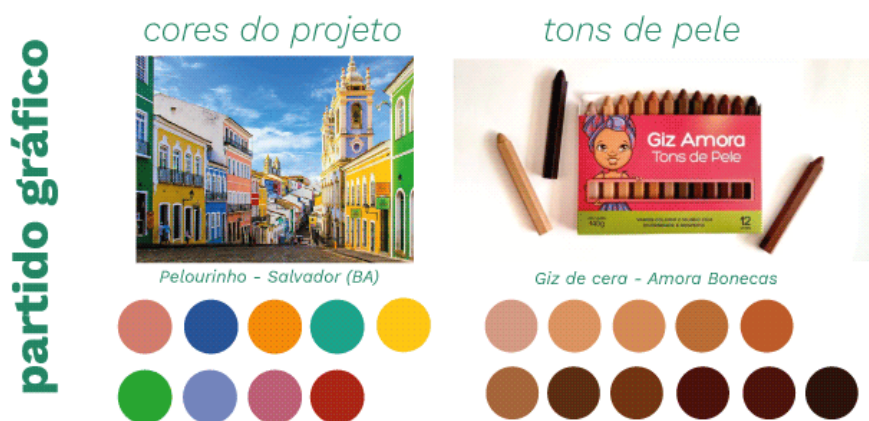 partido gráfico
cores do projeto
Pelourinho - Salvador (BA)
tons de pele
Giz Amora
Tons de Pele
12
Giz de cera - Amora Bonecas